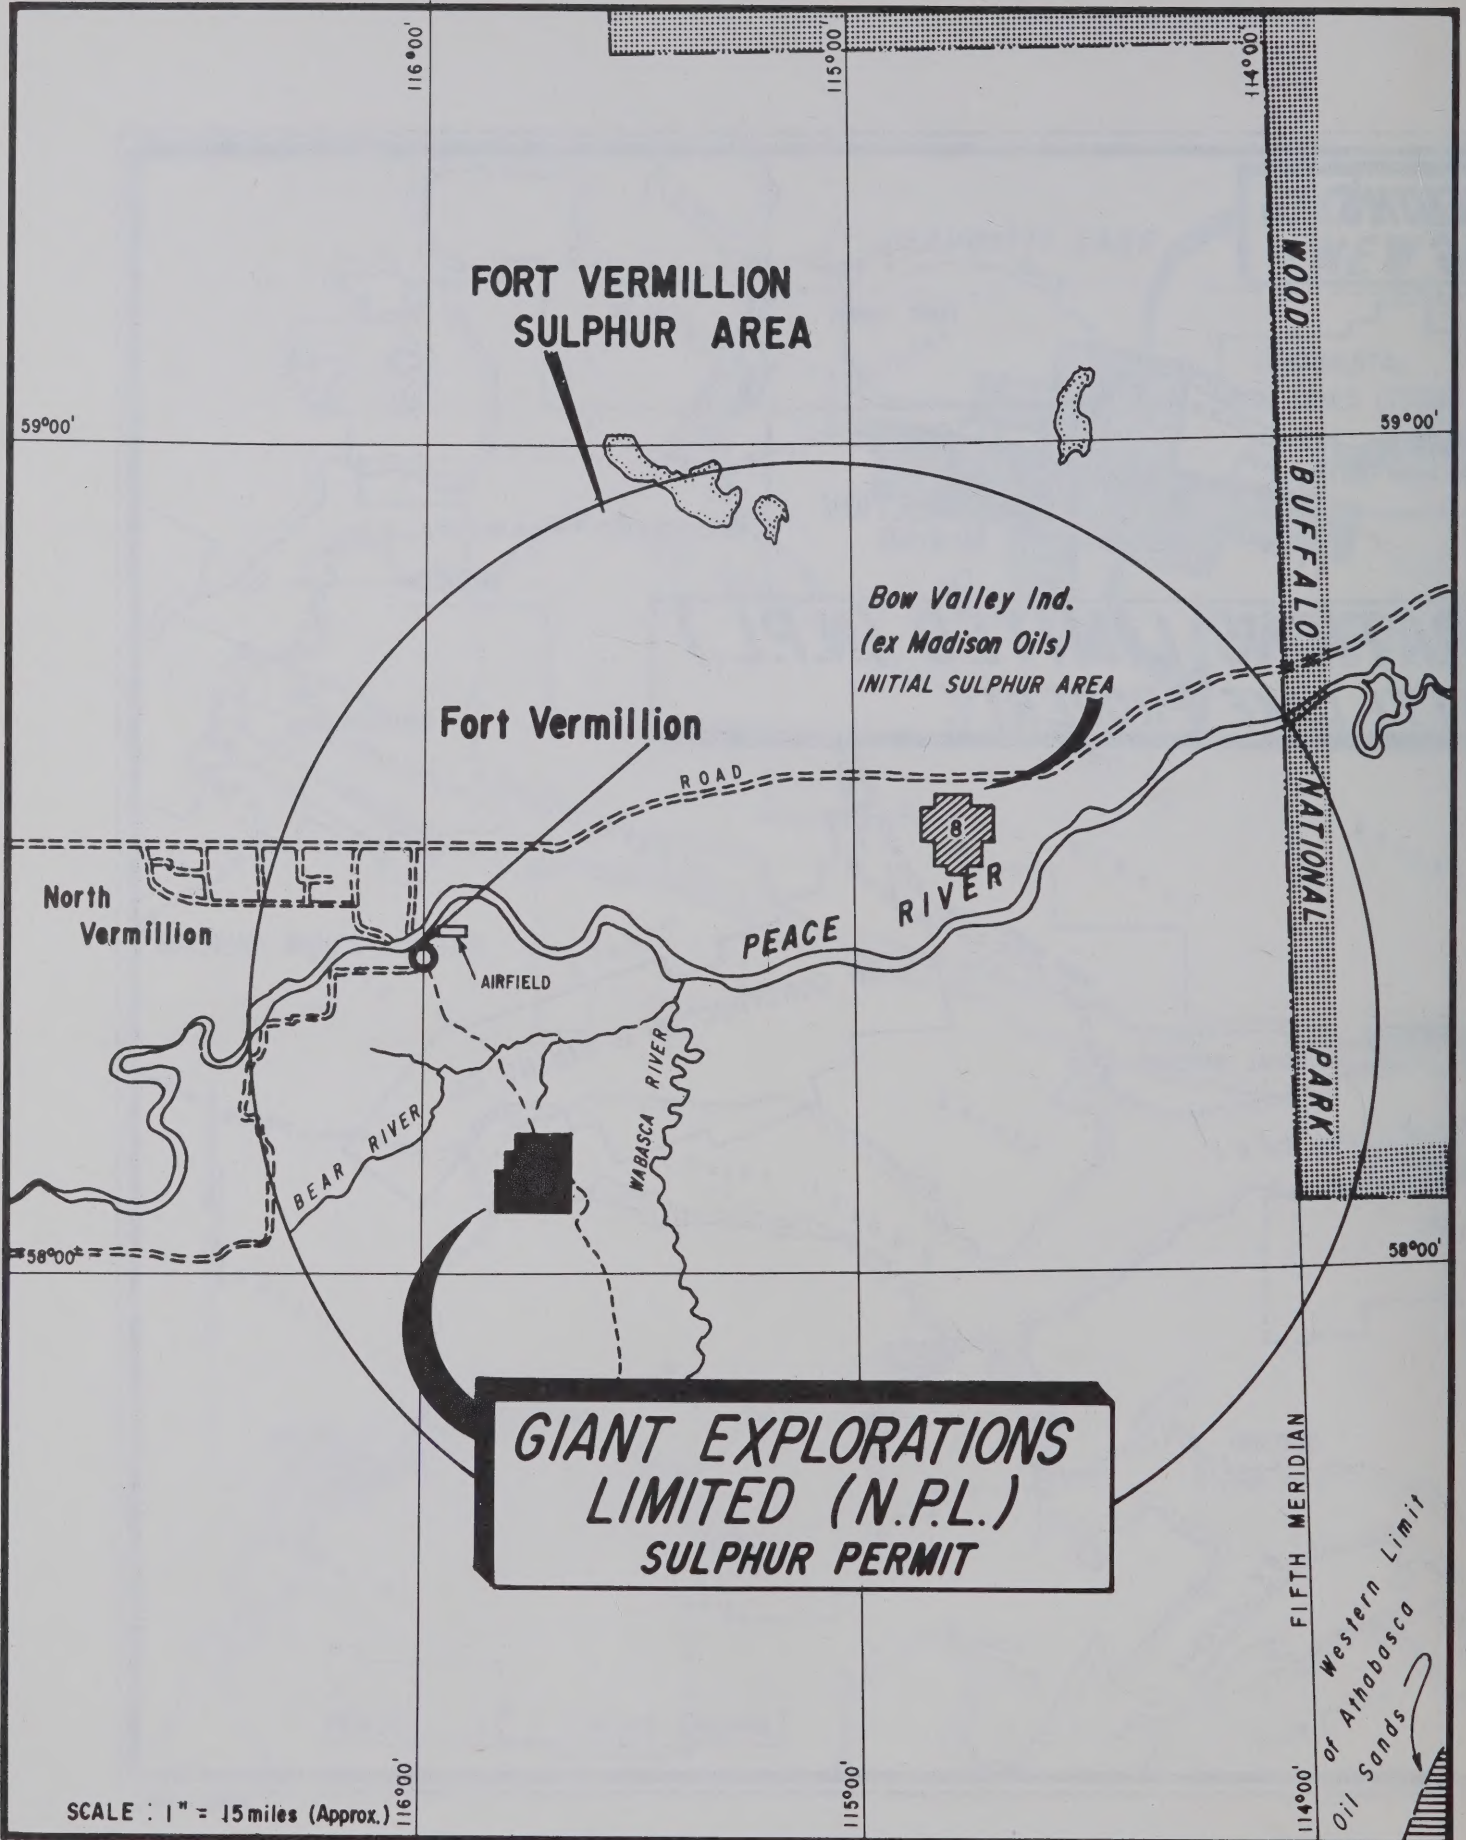 116°00'
115°00'
114°00'
FORT VERMILLION
SULPHUR AREA
WOOD BUFFALO NATIONAL PARK
59°00'
59°00'
Bow Valley Ind.
(ex Madison Oils)
INITIAL SULPHUR AREA
Fort Vermillion
ROAD
8
North
Vermillion
PEACE RIVER
AIRFIELD
WABASCA RIVER
BEAR RIVER
58°00'
58°00'
GIANT EXPLORATIONS
LIMITED (N.P.L.)
SULPHUR PERMIT
FIFTH MERIDIAN
Western Limit
of Athabasca
Oil Sands
SCALE : 1" = 15 miles (Approx.)
116°00'
115°00'
114°00'